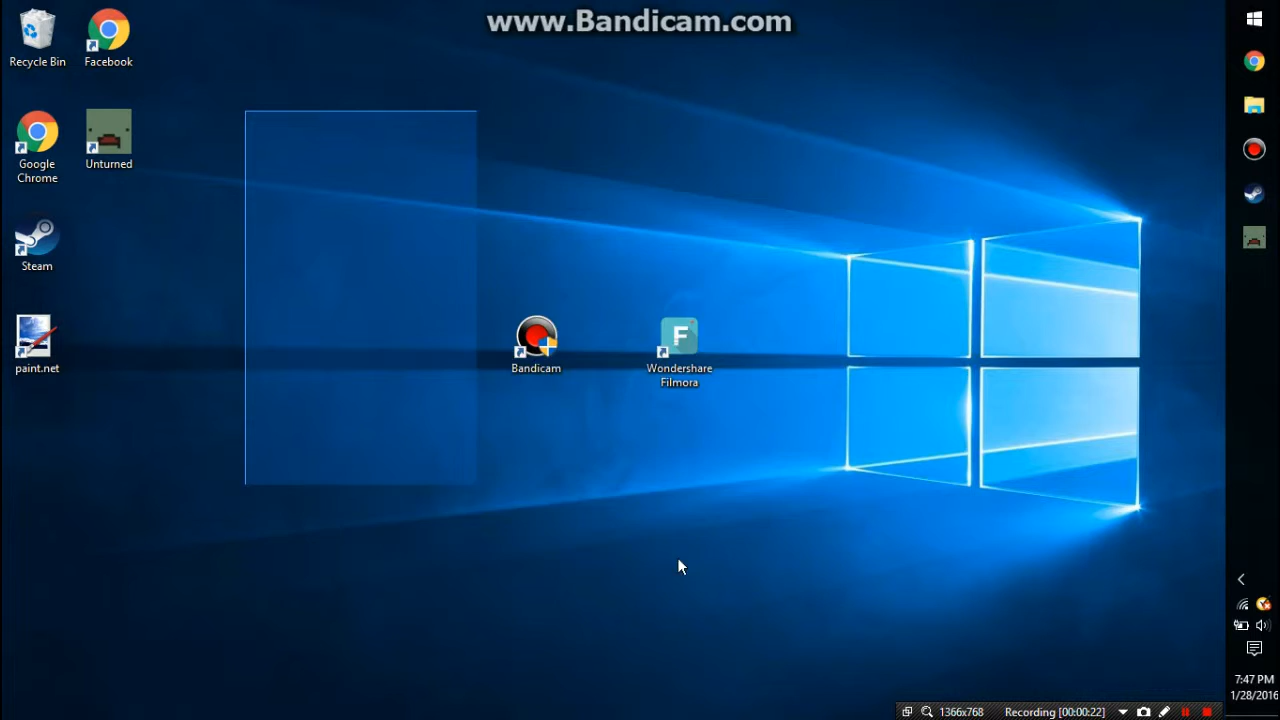 www.Bandicam.com
Recycle Bin
Facebook
Google
Chrome
Unturned
Steam
paint.net
Bandicam
F
Wondershare
Filmora
7:47 PM
1/28/2016
1366x768
Recording [00:00:22]